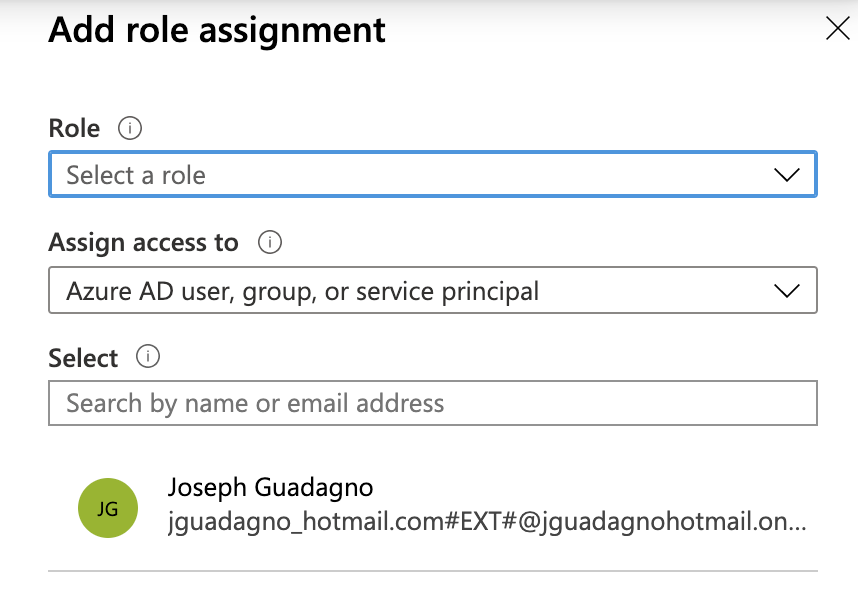 Add role assignment
Role
Select a role
Assign access to
Azure AD user, group, or service principal
Select
Search by name or email address
JG
Joseph Guadagno
jguadagno_hotmail.com#EXT#@jguadagnohotmail.on...